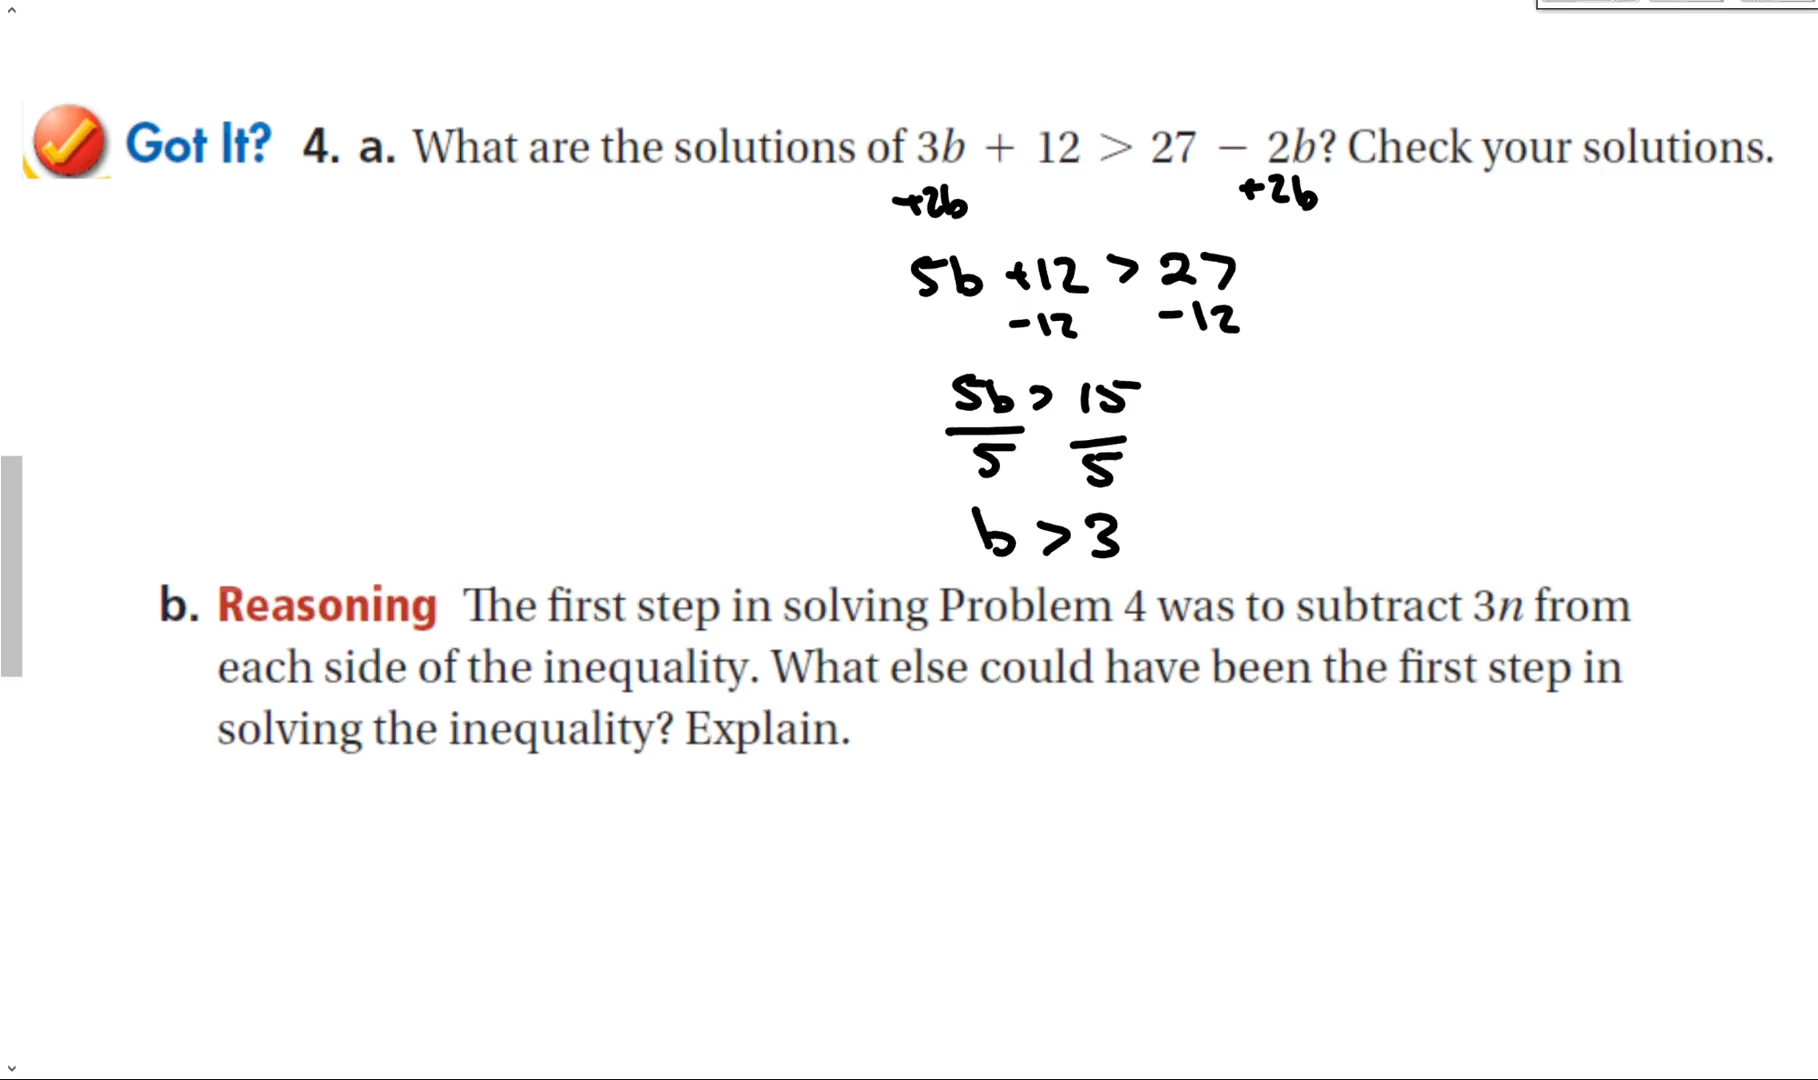 Got It? 4. a. What are the solutions of 3b + 12 > 27 − 2b? Check your solutions.
+2b +2b
5b +12 > 27
-12 -12
5b > 15
5 5
b > 3
b. Reasoning The first step in solving Problem 4 was to subtract 3n from
each side of the inequality. What else could have been the first step in
solving the inequality? Explain.